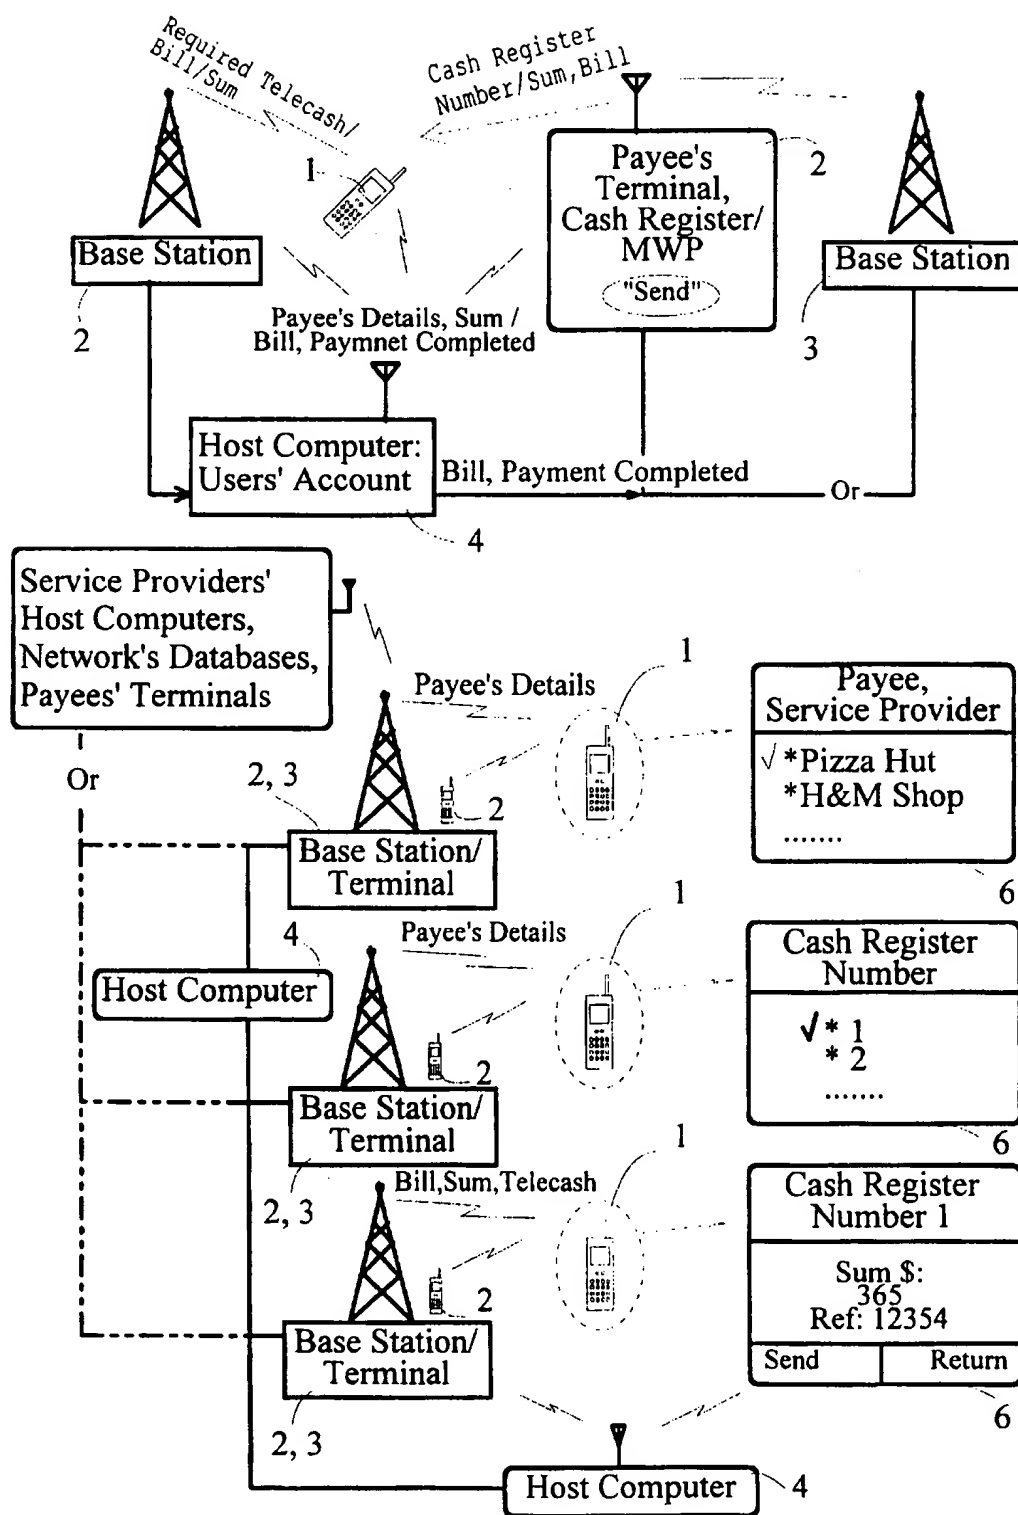 Required Telecash/
Bill/Sum
Cash Register
Number/Sum,Bill
1
Payee's
Terminal,
Cash Register/
MWP
"Send"
2
Base Station
2
Base Station
3
Payee's Details, Sum /
Bill, Paymnet Completed
Host Computer:
Users' Account
4
Bill, Payment Completed
Or
Service Providers'
Host Computers,
Network's Databases,
Payees' Terminals
Or
Payee's Details
1
2, 3
2
Base Station/
Terminal
Payee,
Service Provider
√ *Pizza Hut
*H&M Shop
.......
6
4
Host Computer
Payee's Details
1
2
Base Station/
Terminal
2, 3
Cash Register
Number
√ * 1
* 2
.......
6
Bill,Sum,Telecash
1
2
Base Station/
Terminal
2, 3
Cash Register
Number 1
Sum $:
365
Ref: 12354
Send
Return
6
Host Computer
4